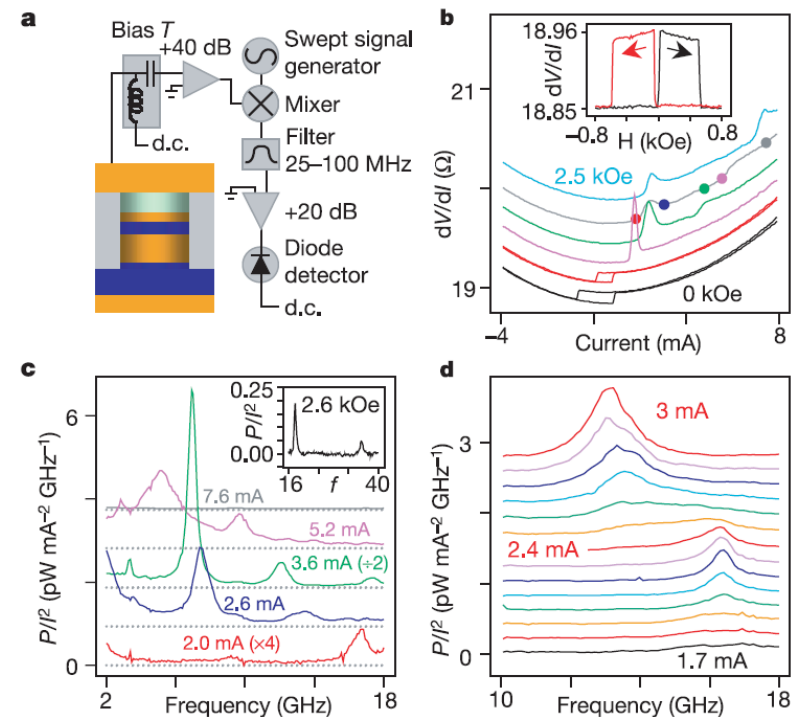 a
Bias T
+40 dB
Swept signal
generator
Mixer
Filter
25–100 MHz
+20 dB
Diode
detector
d.c.
d.c.
b
18.96
dV/dI
18.85
–0.8
H (kOe)
0.8
21
dV/dI (Ω)
2.5 kOe
19
0 kOe
–4
Current (mA)
8
c
0.25
P/I²
2.6 kOe
0.00
16
f
40
6
P/I² (pW mA⁻² GHz⁻¹)
7.6 mA
5.2 mA
3.6 mA (÷2)
2.6 mA
2.0 mA (×4)
0
2
Frequency (GHz)
18
d
3 mA
3
P/I² (pW mA⁻² GHz⁻¹)
2.4 mA
0
1.7 mA
10
Frequency (GHz)
18